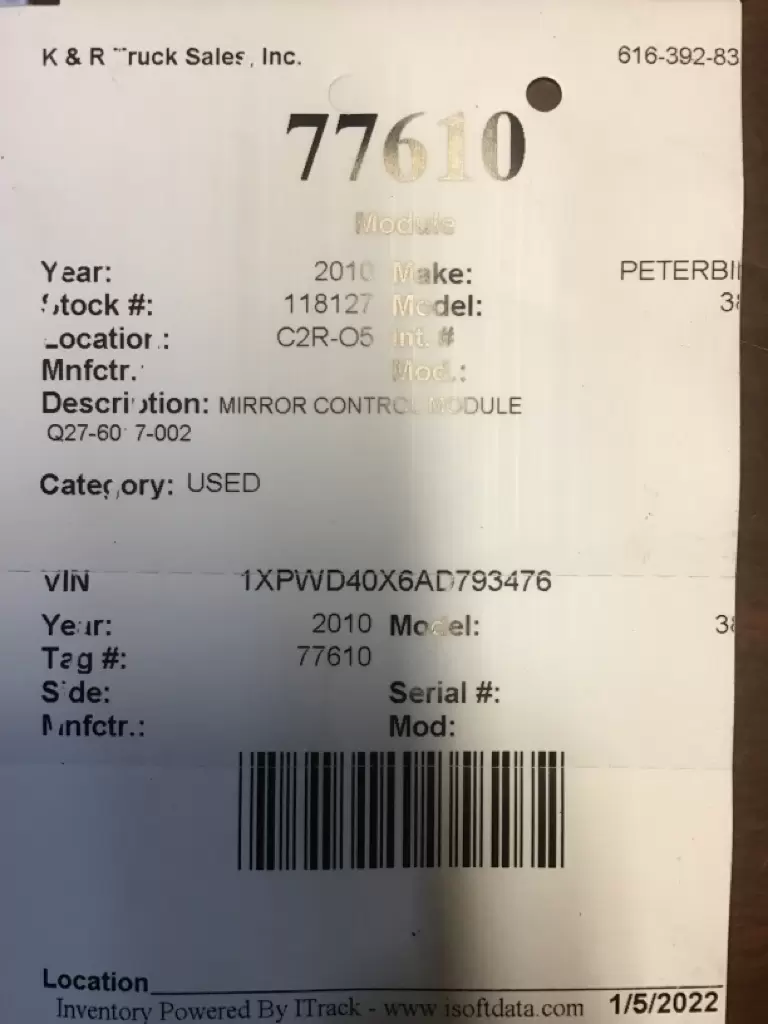 K & R Truck Sales, Inc. 616-392-83
77610
Module
Year: 2010 Make: PETERBI
Stock #: 118127 Model: 38
Location: C2R-O5 Int. #
Mnfctr.: Mod.:
Description: MIRROR CONTROL MODULE
Q27-60 7-002
Category: USED
VIN 1XPWD40X6AD793476
Year: 2010 Model: 38
Tag #: 77610
Side: Serial #:
Mnfctr.: Mod:
Location
Inventory Powered By ITrack - www.isoftdata.com 1/5/2022